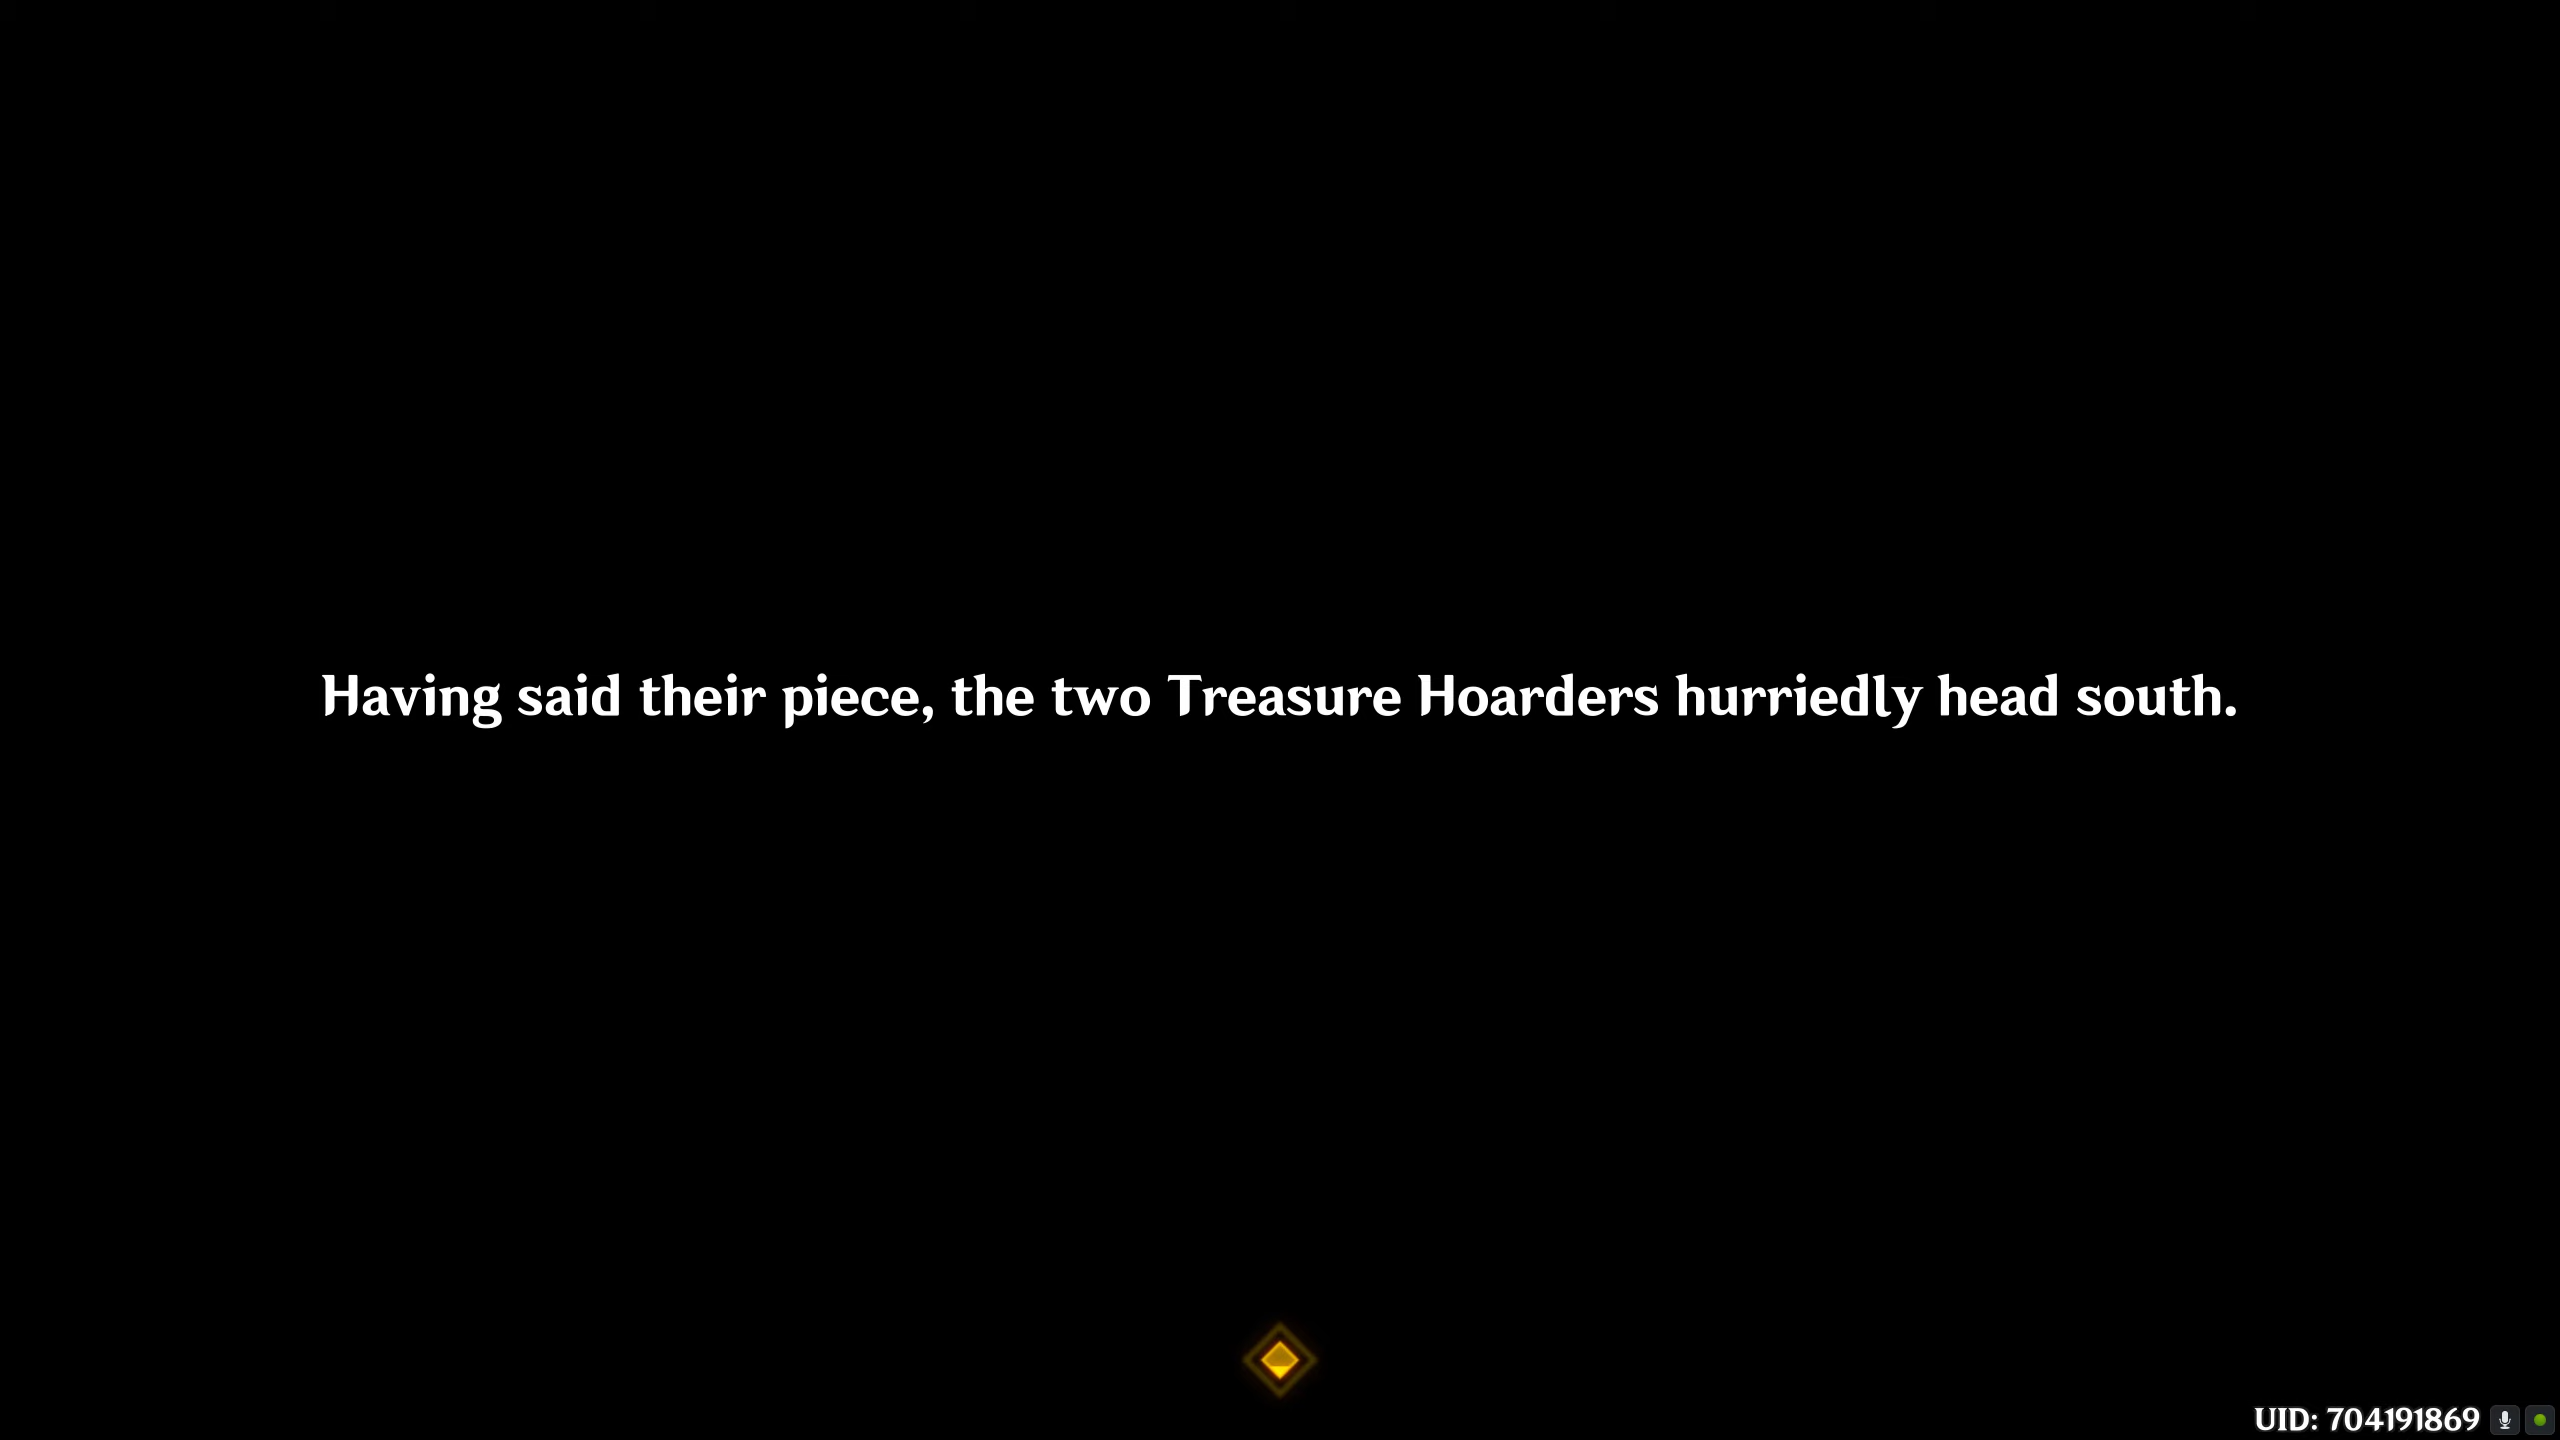 Having said their piece, the two Treasure Hoarders hurriedly head south.
UID: 704191869